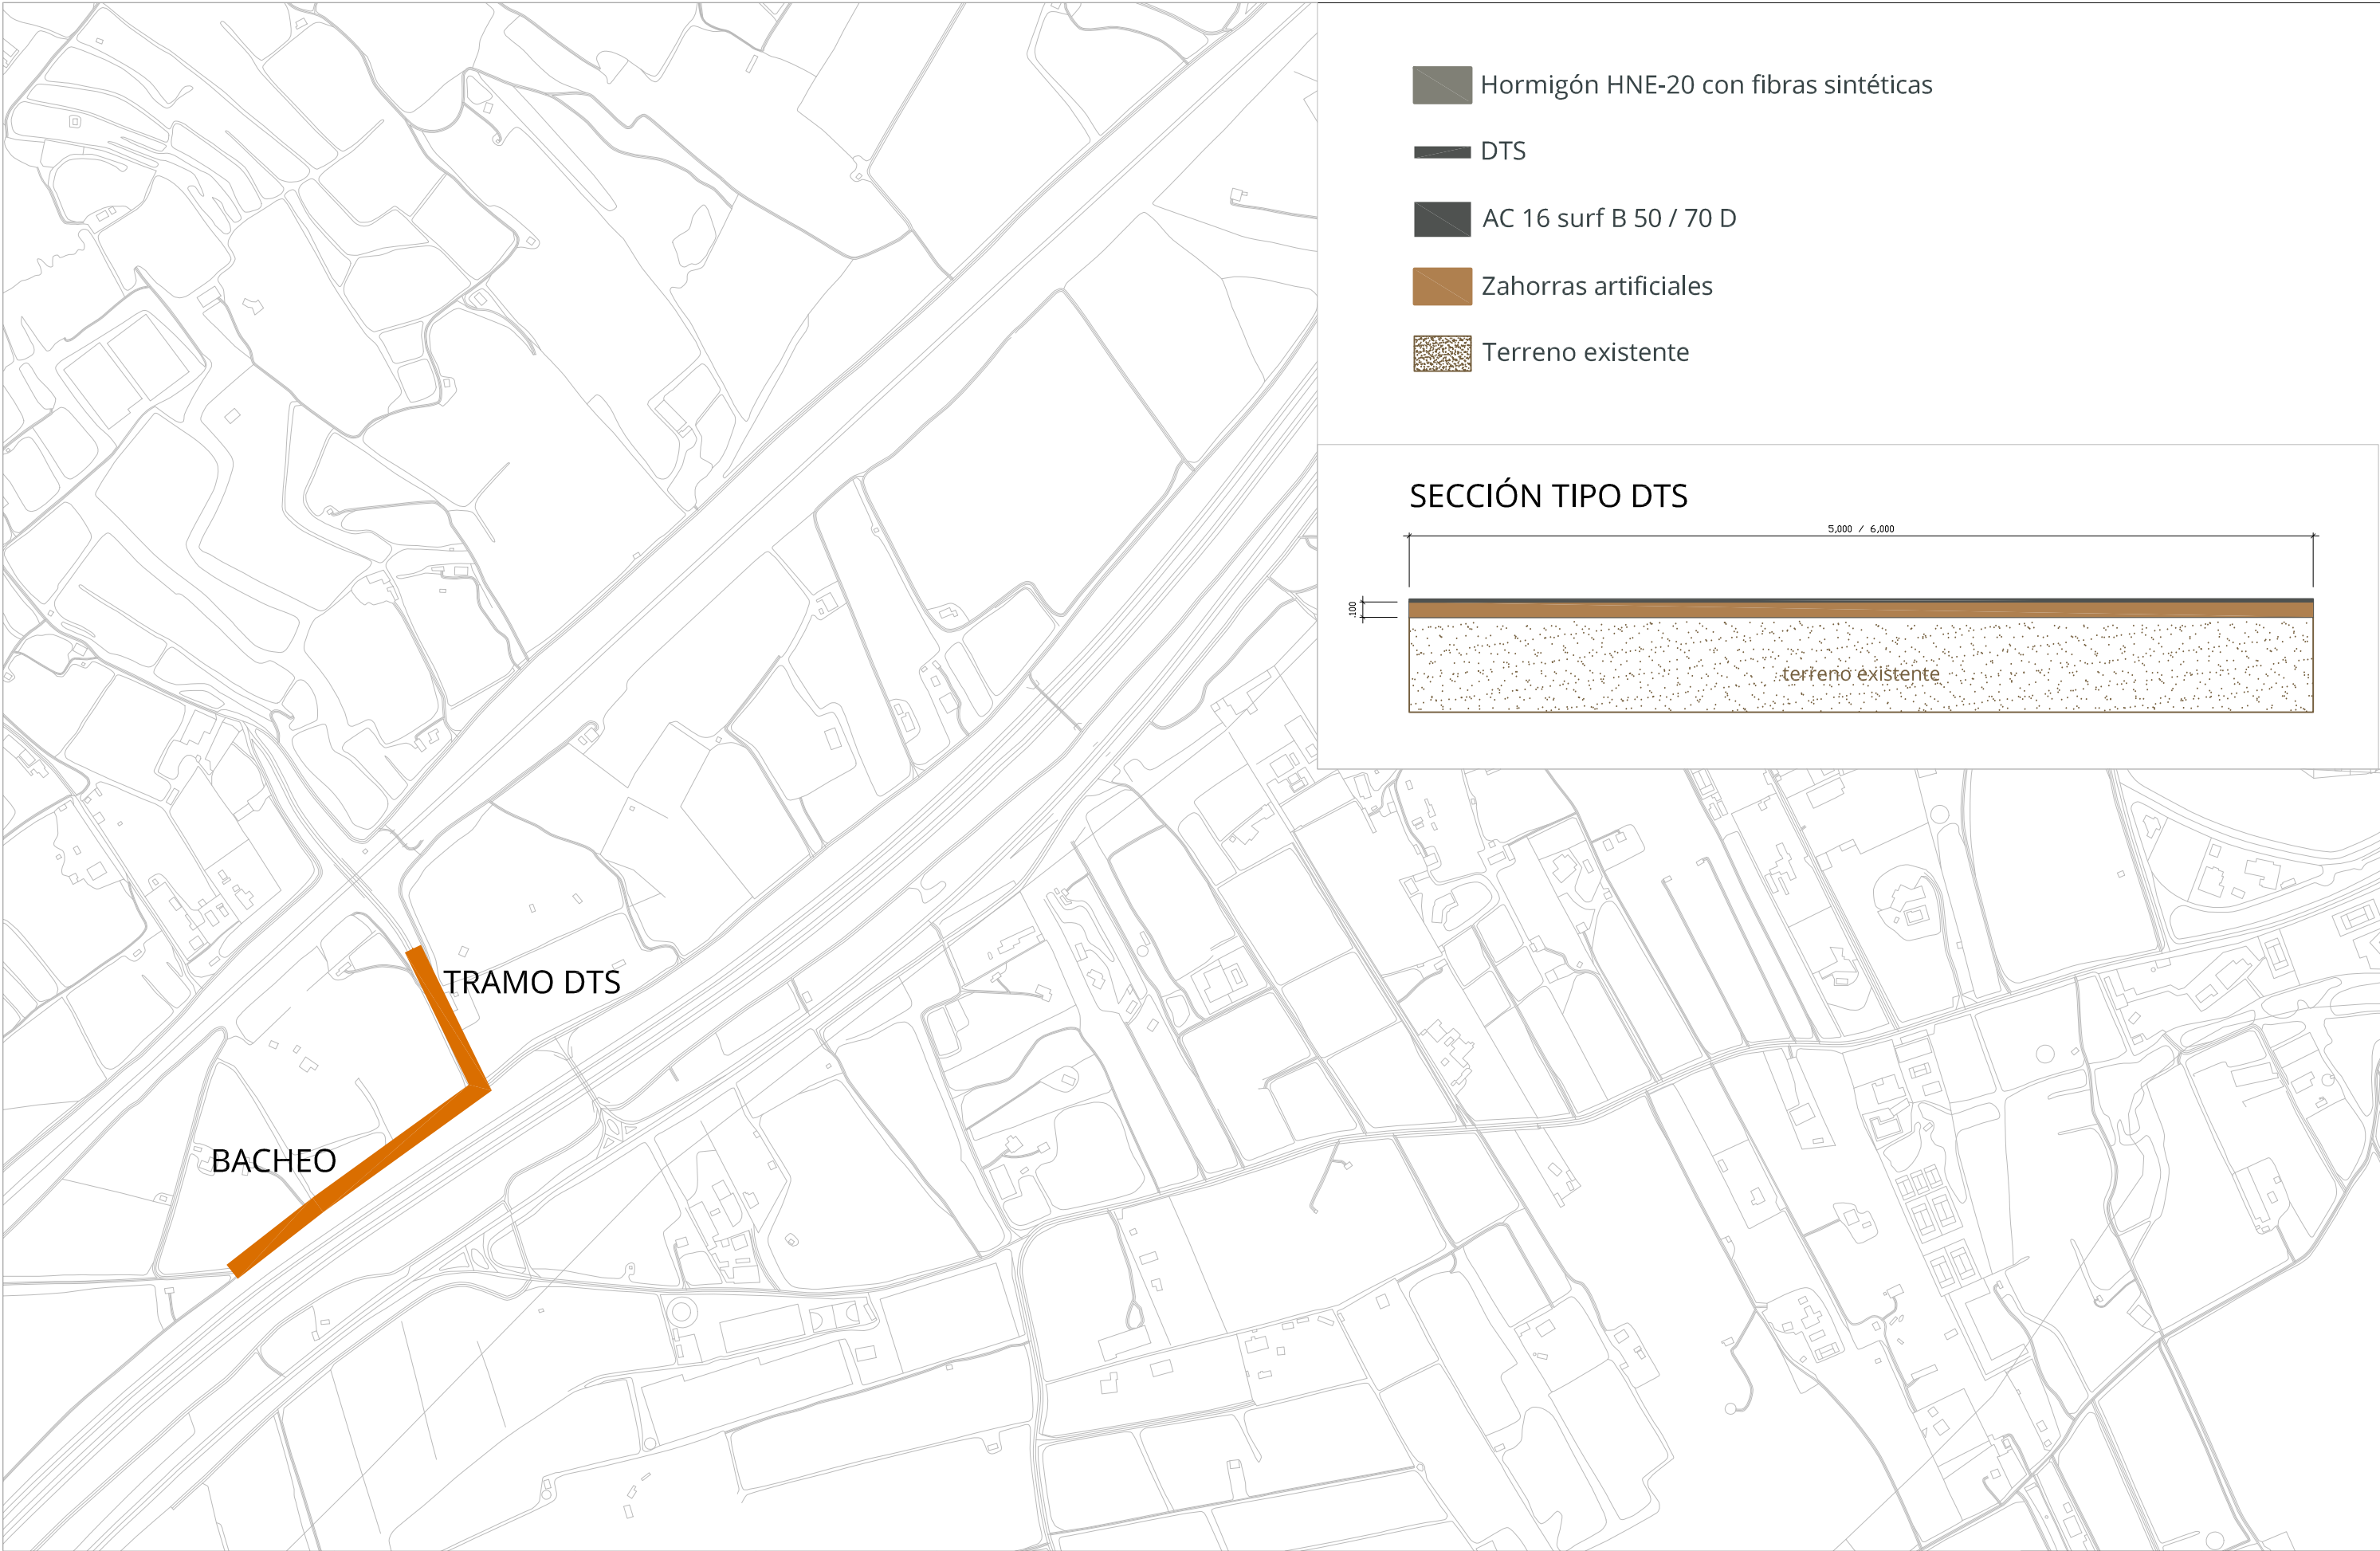 Hormigón HNE-20 con fibras sintéticas
DTS
AC 16 surf B 50 / 70 D
Zahorras artificiales
Terreno existente
SECCIÓN TIPO DTS
5,000 / 6,000
.100
terreno existente
TRAMO DTS
BACHEO